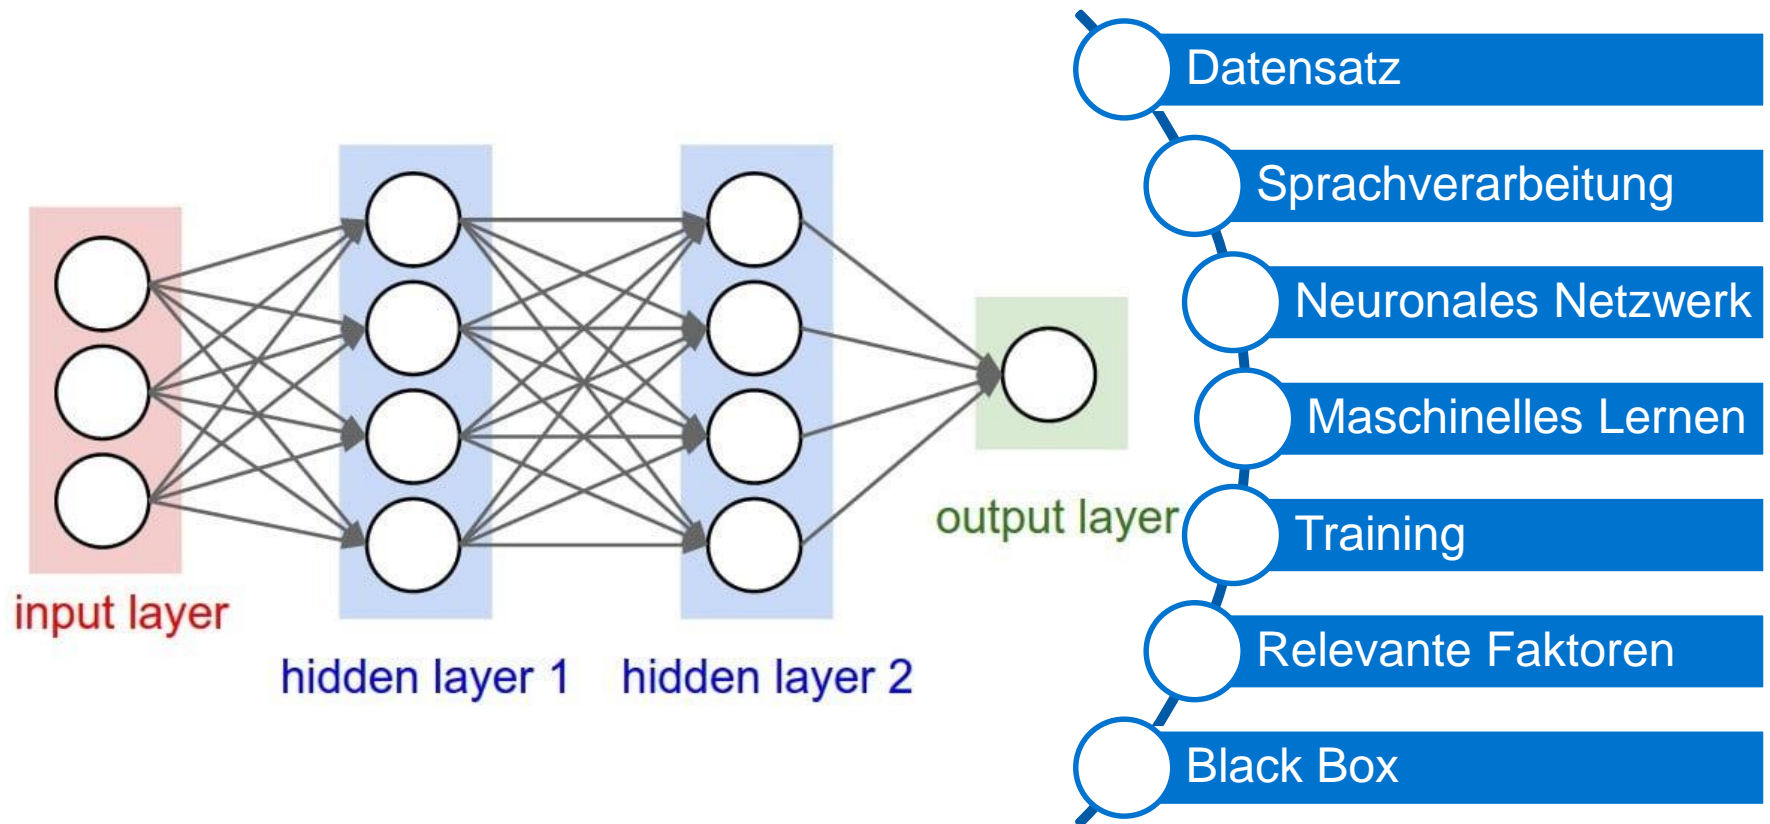 input layer
hidden layer 1
hidden layer 2
output layer
Datensatz
Sprachverarbeitung
Neuronales Netzwerk
Maschinelles Lernen
Training
Relevante Faktoren
Black Box